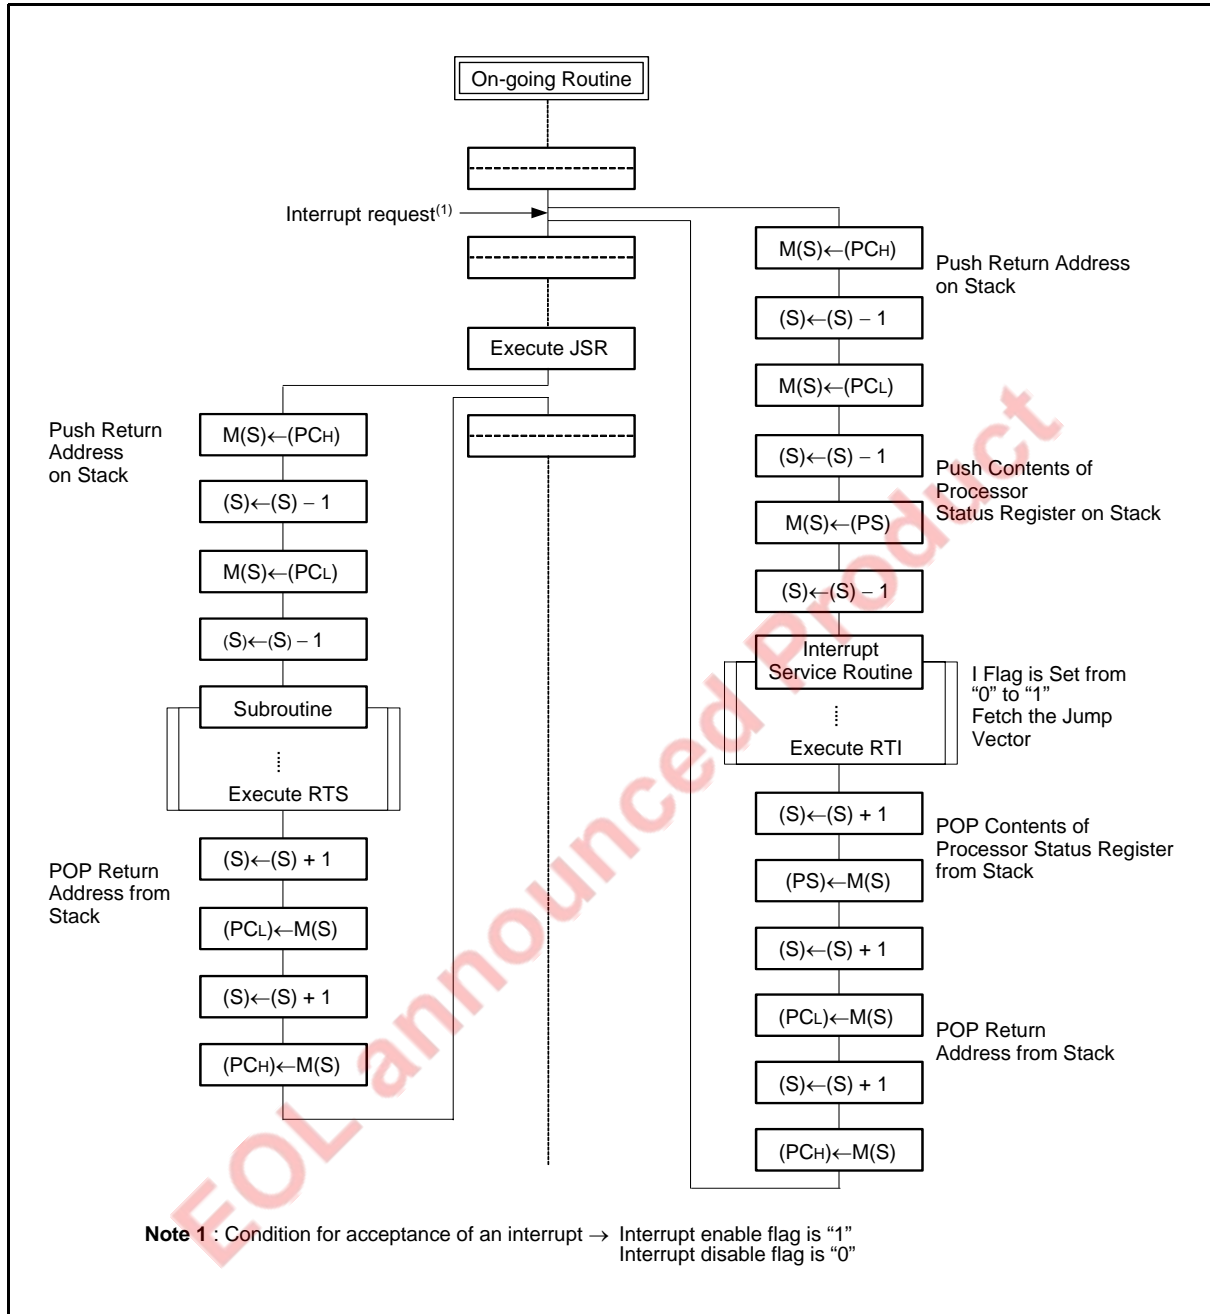 On-going Routine
Interrupt request(1)
M(S)←(PCH)
Push Return Address
on Stack
(S)←(S) − 1
M(S)←(PCL)
(S)←(S) − 1
Push Contents of
Processor
Status Register on Stack
M(S)←(PS)
(S)←(S) − 1
Interrupt
Service Routine
I Flag is Set from
“0” to “1”
Fetch the Jump
Vector
Execute RTI
(S)←(S) + 1
POP Contents of
Processor Status Register
from Stack
(PS)←M(S)
(S)←(S) + 1
(PCL)←M(S)
POP Return
Address from Stack
(S)←(S) + 1
(PCH)←M(S)
Execute JSR
Push Return
Address
on Stack
M(S)←(PCH)
(S)←(S) − 1
M(S)←(PCL)
(S)←(S) − 1
Subroutine
Execute RTS
POP Return
Address from
Stack
(S)←(S) + 1
(PCL)←M(S)
(S)←(S) + 1
(PCH)←M(S)
Note 1 : Condition for acceptance of an interrupt → Interrupt enable flag is “1”
Interrupt disable flag is “0”
EOL announced Product